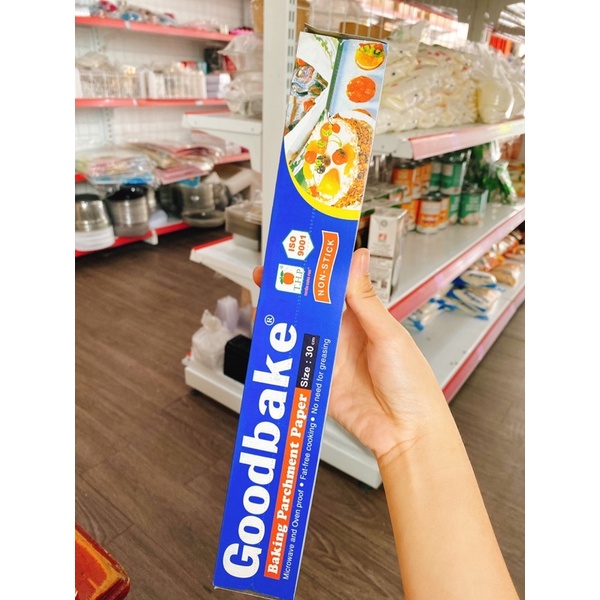 Goodbake®
Baking Parchment Paper
Size : 30 cm
Microwave and Oven proof • Fat-free cooking • No need for greasing
ISO
9001
NON-STICK